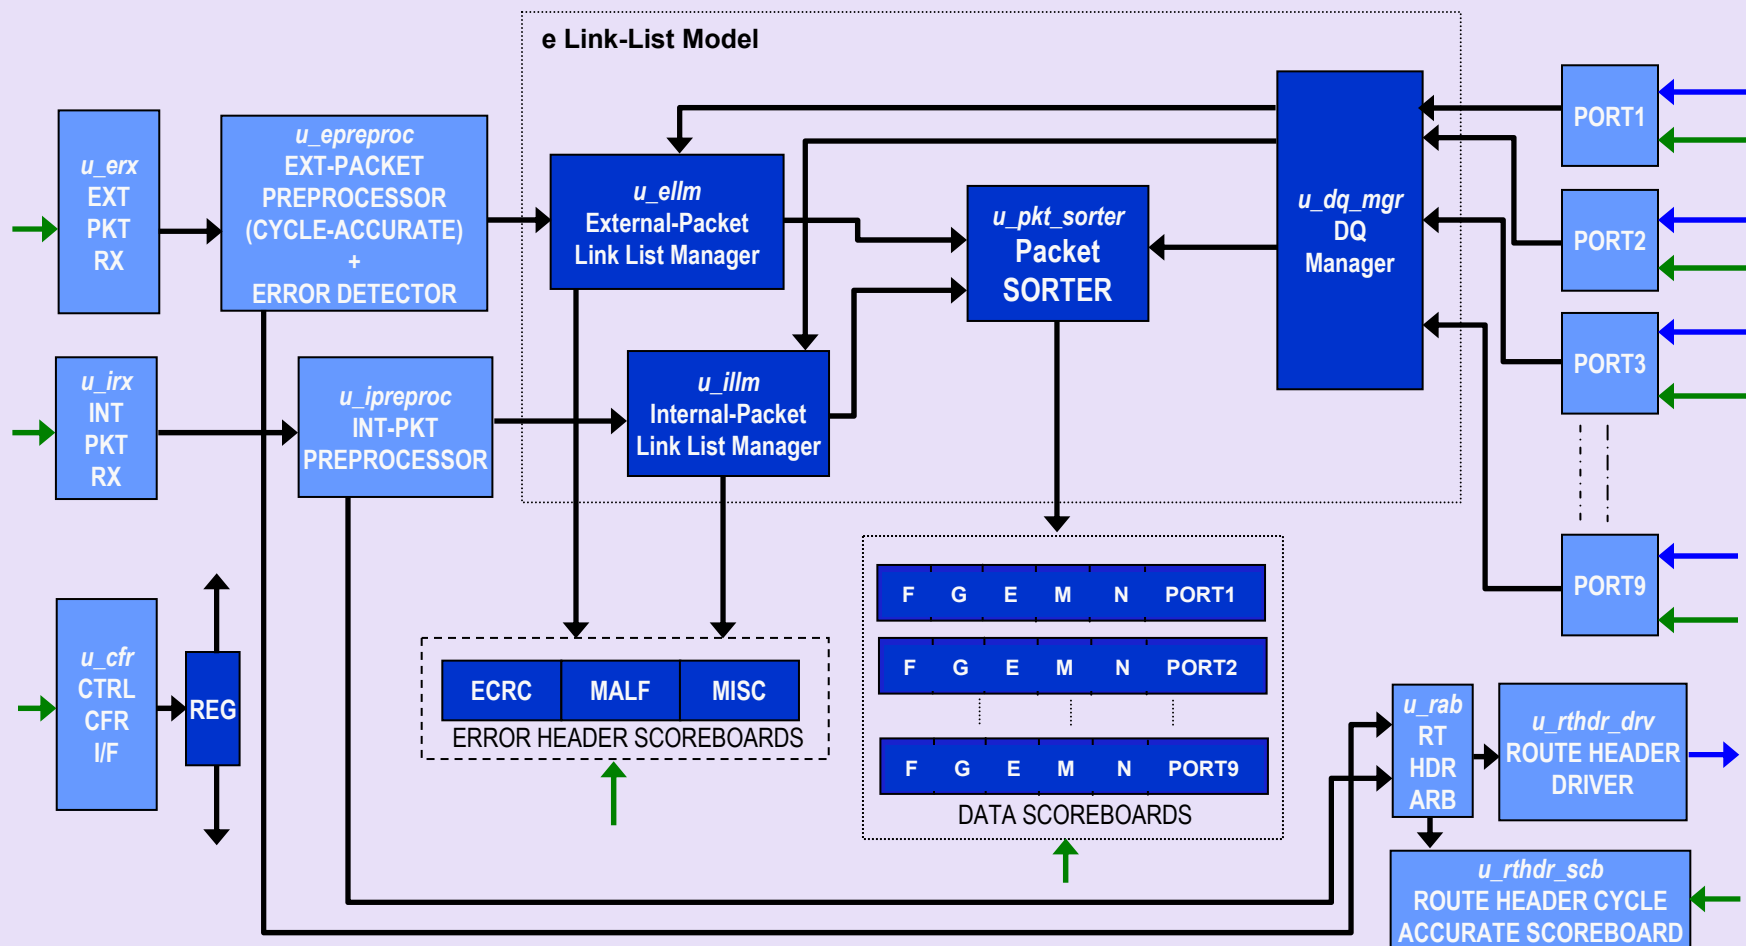 e Link-List Model
u_erx
EXT
PKT
RX
u_epreproc
EXT-PACKET
PREPROCESSOR
(CYCLE-ACCURATE)
+
ERROR DETECTOR
u_ellm
External-Packet
Link List Manager
u_pkt_sorter
Packet
SORTER
u_dq_mgr
DQ
Manager
PORT1
PORT2
PORT3
PORT9
u_irx
INT
PKT
RX
u_ipreproc
INT-PKT
PREPROCESSOR
u_illm
Internal-Packet
Link List Manager
u_cfr
CTRL
CFR
I/F
REG
ECRC MALF MISC
ERROR HEADER SCOREBOARDS
F G E M N PORT1
F G E M N PORT2
F G E M N PORT9
DATA SCOREBOARDS
u_rab
RT
HDR
ARB
u_rthdr_drv
ROUTE HEADER
DRIVER
u_rthdr_scb
ROUTE HEADER CYCLE
ACCURATE SCOREBOARD